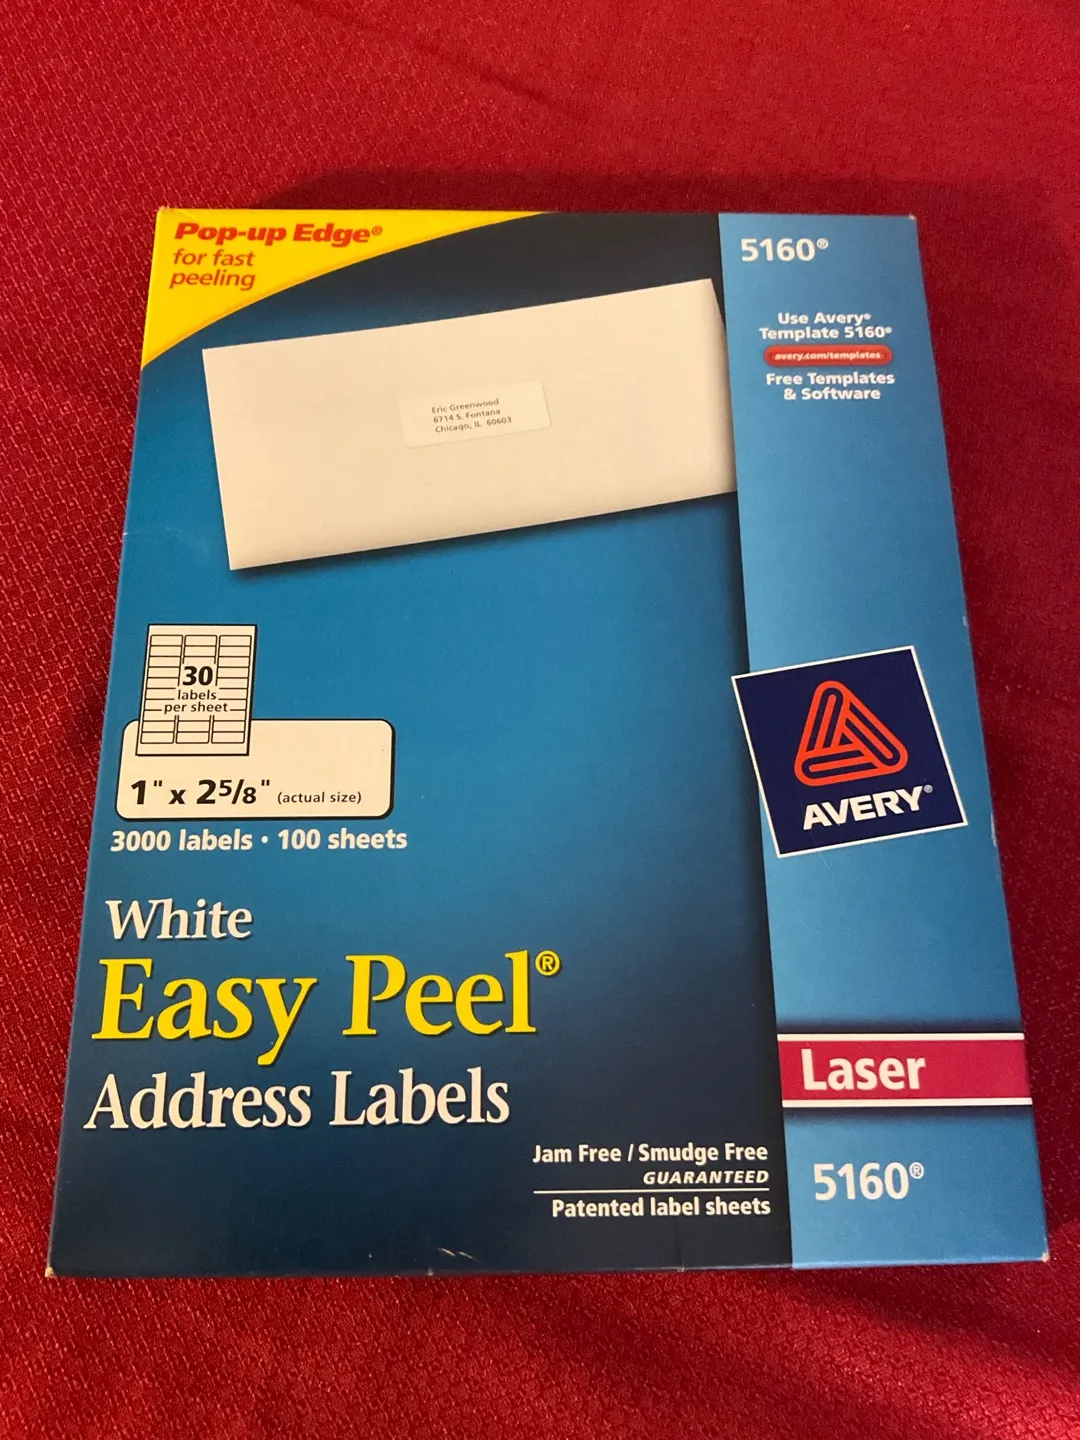 Pop-up Edge®
for fast
peeling
5160®
Use Avery®
Template 5160®
avery.com/templates
Free Templates
& Software
Eric Greenwood
6714 S. Fontana
Chicago, IL 60603
30
labels
per sheet
1" x 2 5/8" (actual size)
3000 labels • 100 sheets
AVERY®
White
Easy Peel®
Address Labels
Laser
Jam Free / Smudge Free
GUARANTEED
Patented label sheets
5160®